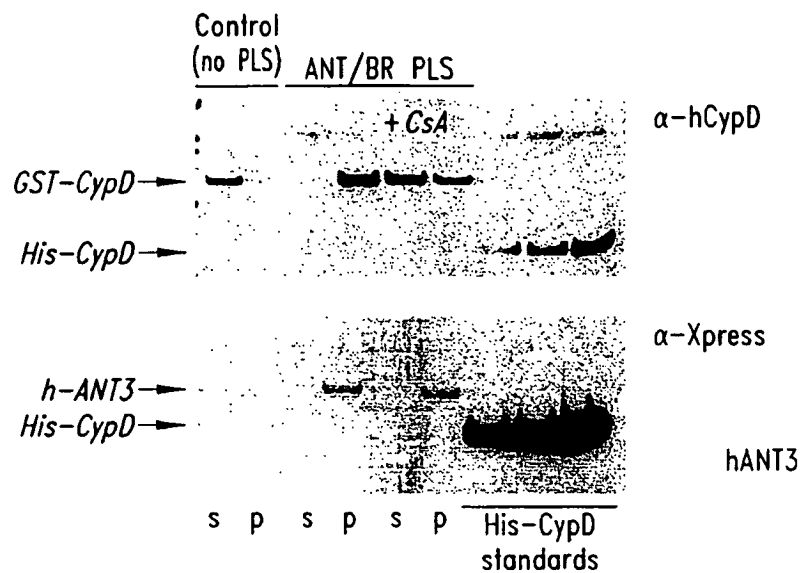 Control
(no PLS)
ANT/BR PLS
+ CsA
α-hCypD
GST-CypD
His-CypD
α-Xpress
h-ANT3
His-CypD
hANT3
s p s p s p
His-CypD
standards